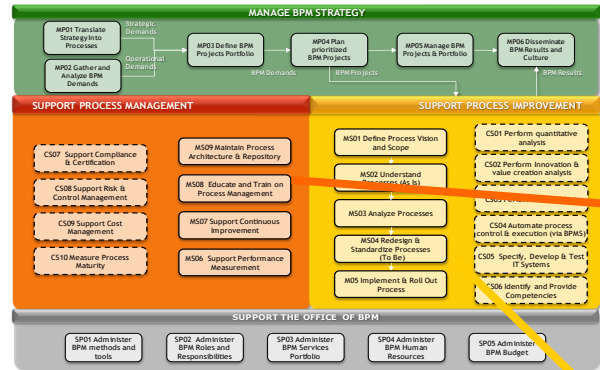 MANAGE BPM STRATEGY
MP01 Translate
Strategy Into
Processes
Strategic
Demands
MP02 Gather and
Analyze BPM
Demands
Operational
Demands
MP03 Define BPM
Projects Portfolio
BPM Demands
MP04 Plan
prioritized
BPM Projects
BPM Projects
MP05 Manage BPM
Projects & Portfolio
MP06 Disseminate
BPM Results and
Culture
BPM Results
SUPPORT PROCESS MANAGEMENT
CS07 Support Compliance
& Certification
CS08 Support Risk &
Control Management
CS09 Support Cost
Management
CS10 Measure Process
Maturity
MS09 Maintain Process
Architecture & Repository
MS08 Educate and Train on
Process Management
MS07 Support Continuous
Improvement
MS06 Support Performance
Measurement
SUPPORT PROCESS IMPROVEMENT
MS01 Define Process Vision
and Scope
MS02 Understand
Processes (As Is)
MS03 Analyze Processes
MS04 Redesign &
Standardize Processes
(To Be)
M05 Implement & Roll Out
Process
CS01 Perform quantitative
analysis
CS02 Perform Innovation &
value creation analysis
CS04 Automate process
control & execution (via BPMS)
CS05 Specify, Develop & Test
IT Systems
CS06 Identify and Provide
Competencies
SUPPORT THE OFFICE OF BPM
SP01 Administer
BPM methods and
tools
SP02 Administer
BPM Roles and
Responsibilities
SP03 Administer
BPM Services
Portfolio
SP04 Administer
BPM Human
Resources
SP05 Administer
BPM Budget